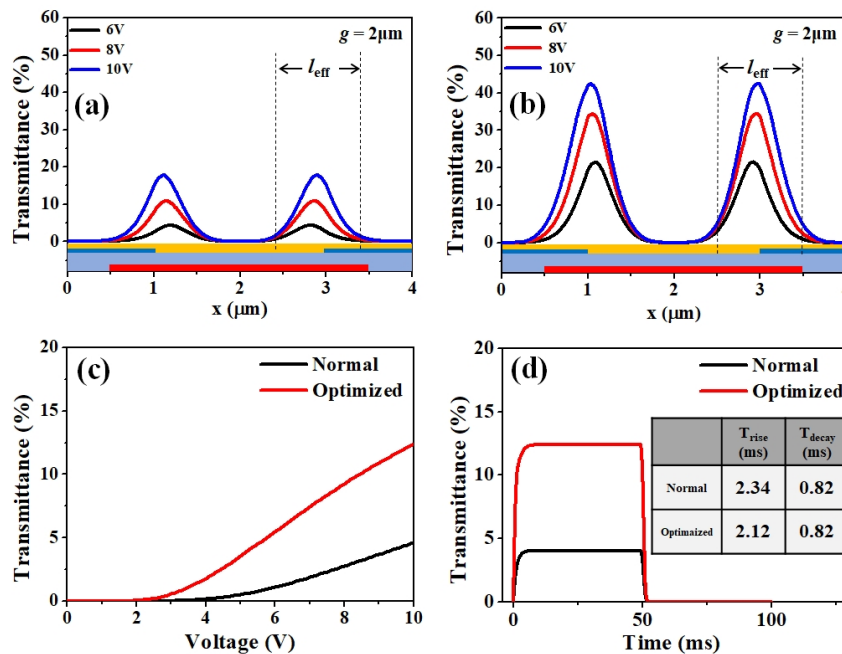 60
50
40
30
20
10
0
Transmittance (%)
6V
8V
10V
g = 2μm
l_eff
(a)
0 1 2 3 4
x (μm)
60
50
40
30
20
10
0
Transmittance (%)
6V
8V
10V
g = 2μm
l_eff
(b)
0 1 2 3
x (μm)
20
15
10
5
0
Transmittance (%)
(c)
Normal
Optimized
0 2 4 6 8 10
Voltage (V)
20
15
10
5
0
Transmittance (%)
(d)
Normal
Optimized
T_rise (ms) T_decay (ms)
Normal 2.34 0.82
Optimaized 2.12 0.82
0 50 100
Time (ms)